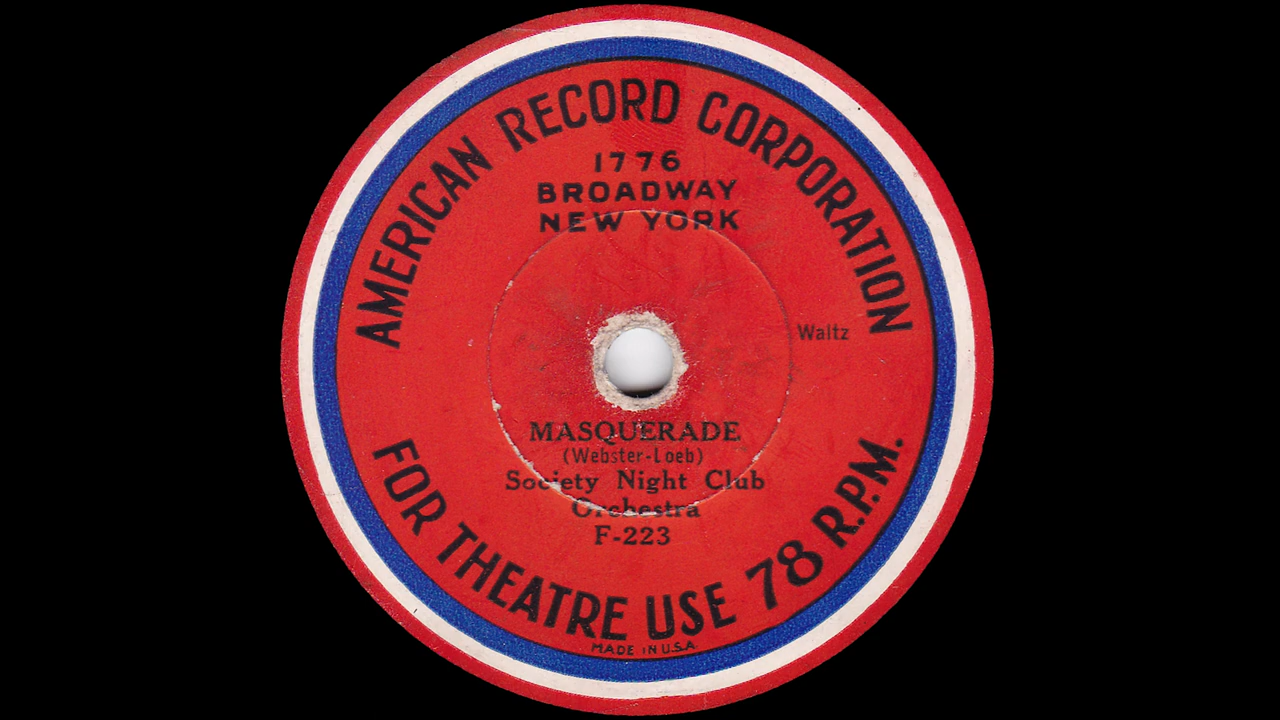 AMERICAN RECORD CORPORATION
1776
BROADWAY
NEW YORK
Waltz
MASQUERADE
(Webster-Loeb)
Society Night Club
Orchestra
F-223
FOR THEATRE USE 78 R.P.M.
MADE IN U.S.A.